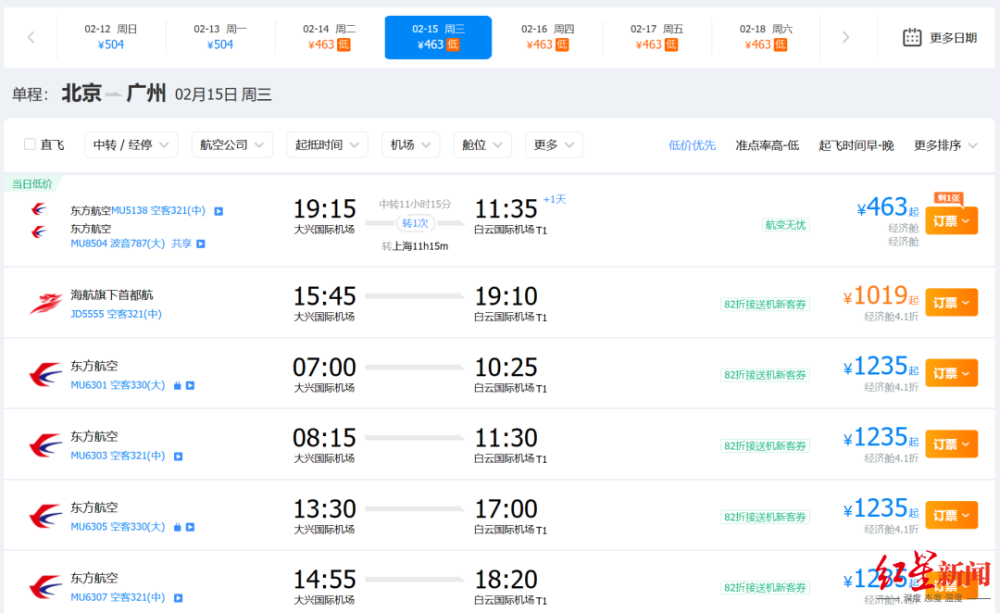 02-12 周日 02-13 周一 02-14 周二 02-15 周三 02-16 周四 02-17 周五 02-18 周六
¥504 ¥504 ¥463 低 ¥463 低 ¥463 低 ¥463 低 ¥463 低 更多日期
单程: 北京 — 广州 02月15日 周三
直飞 中转 / 经停 航空公司 起抵时间 机场 舱位 更多 低价优先 准点率高-低 起飞时间早-晚 更多排序
当日低价
东方航空MU5138 空客321(中)
东方航空
MU8504 波音787(大) 共享
19:15
大兴国际机场
中转11小时15分
转1次
转上海11h15m
11:35 +1天
白云国际机场T1
航变无忧
¥463起
经济舱
经济舱
剩1张
订票
海航旗下首都航
JD5555 空客321(中)
15:45
大兴国际机场
19:10
白云国际机场T1
82折接送机新客券
¥1019起
经济舱4.1折
订票
东方航空
MU6301 空客330(大)
07:00
大兴国际机场
10:25
白云国际机场T1
82折接送机新客券
¥1235起
经济舱4.1折
订票
东方航空
MU6303 空客321(中)
08:15
大兴国际机场
11:30
白云国际机场T1
82折接送机新客券
¥1235起
经济舱4.1折
订票
东方航空
MU6305 空客330(大)
13:30
大兴国际机场
17:00
白云国际机场T1
82折接送机新客券
¥1235起
经济舱4.1折
订票
东方航空
MU6307 空客321(中)
14:55
大兴国际机场
18:20
白云国际机场T1
82折接送机新客券
¥1235
红星新闻
深度 态度 温度